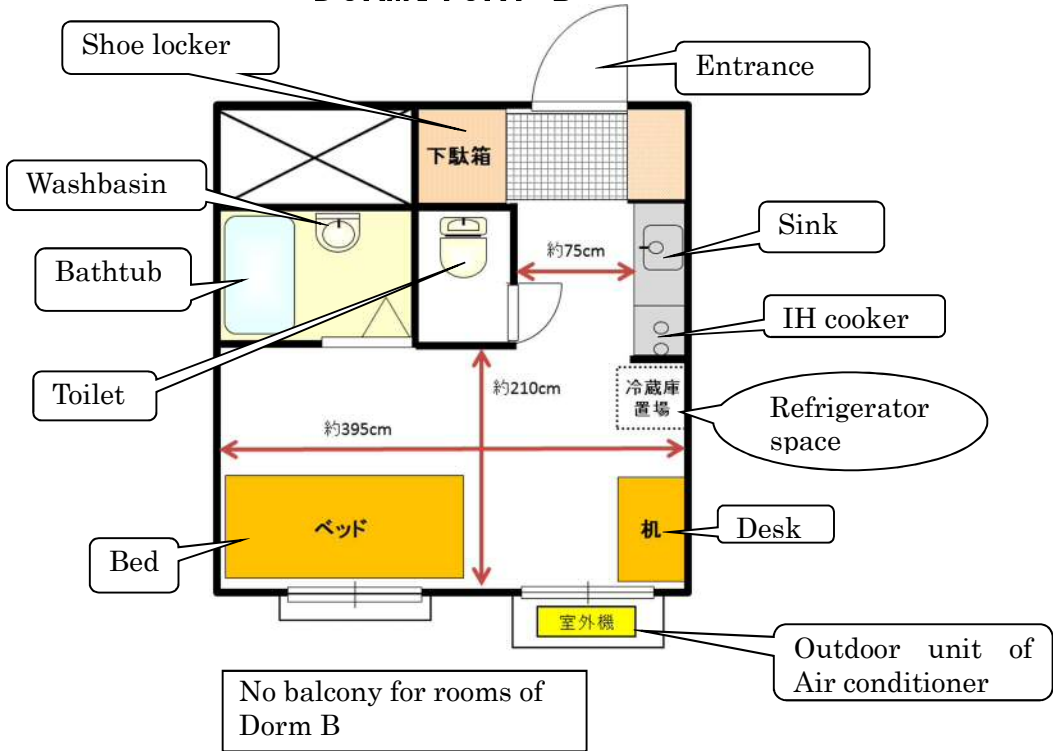 Shoe locker
Entrance
下駄箱
Washbasin
Sink
約75cm
Bathtub
IH cooker
Toilet
約210cm
冷蔵庫
置場
Refrigerator
space
約395cm
ベッド
机
Desk
Bed
室外機
Outdoor unit of
Air conditioner
No balcony for rooms of
Dorm B